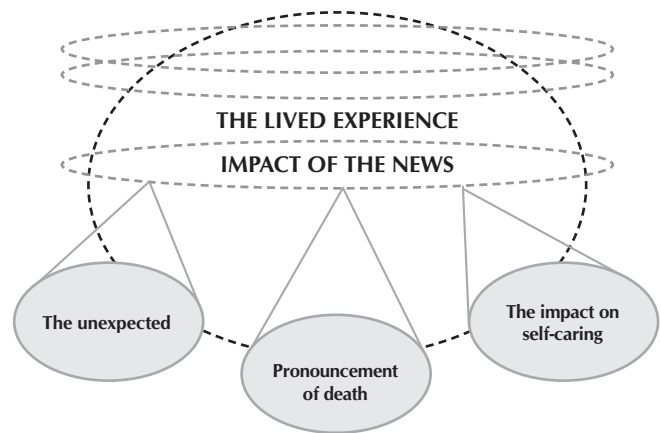 THE LIVED EXPERIENCE
IMPACT OF THE NEWS
The unexpected
Pronouncement
of death
The impact on
self-caring